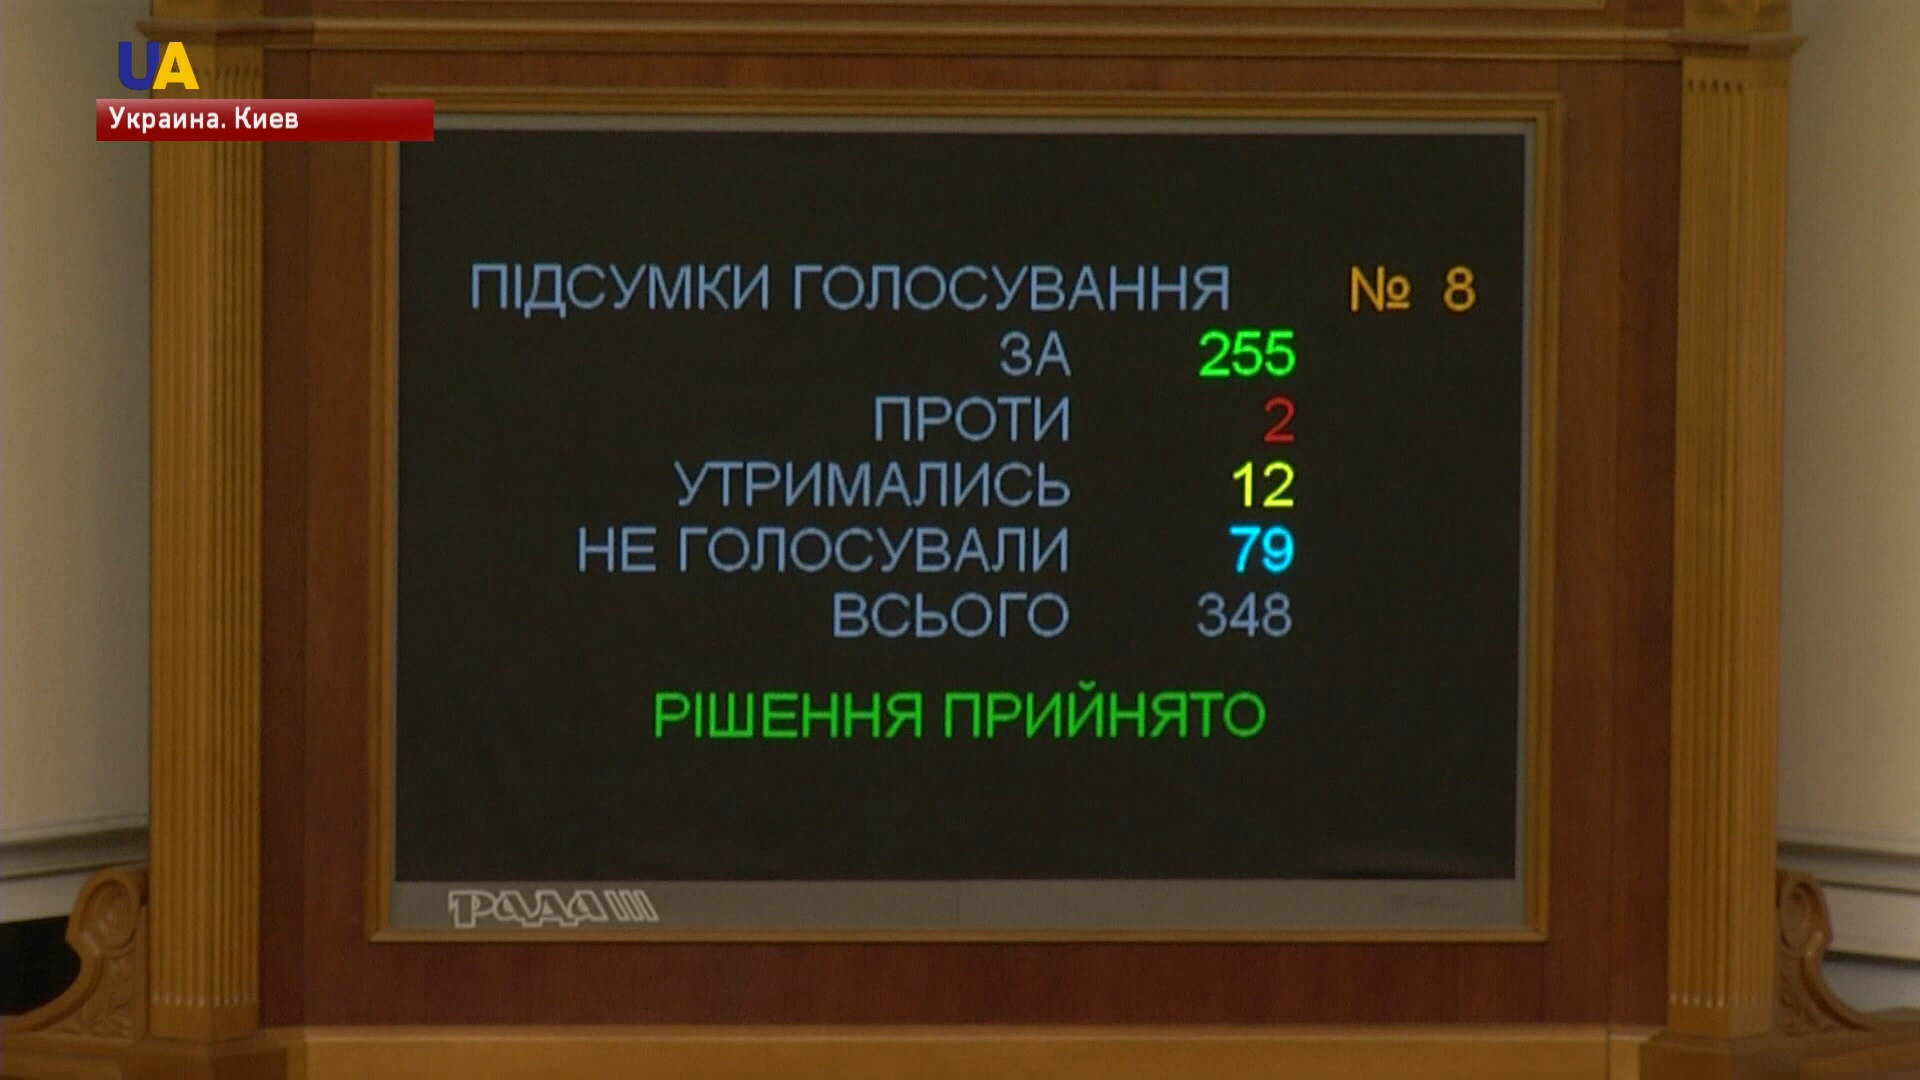 UA
Украина. Киев
ПІДСУМКИ ГОЛОСУВАННЯ № 8
ЗА 255
ПРОТИ 2
УТРИМАЛИСЬ 12
НЕ ГОЛОСУВАЛИ 79
ВСЬОГО 348
РІШЕННЯ ПРИЙНЯТО
РАДА III